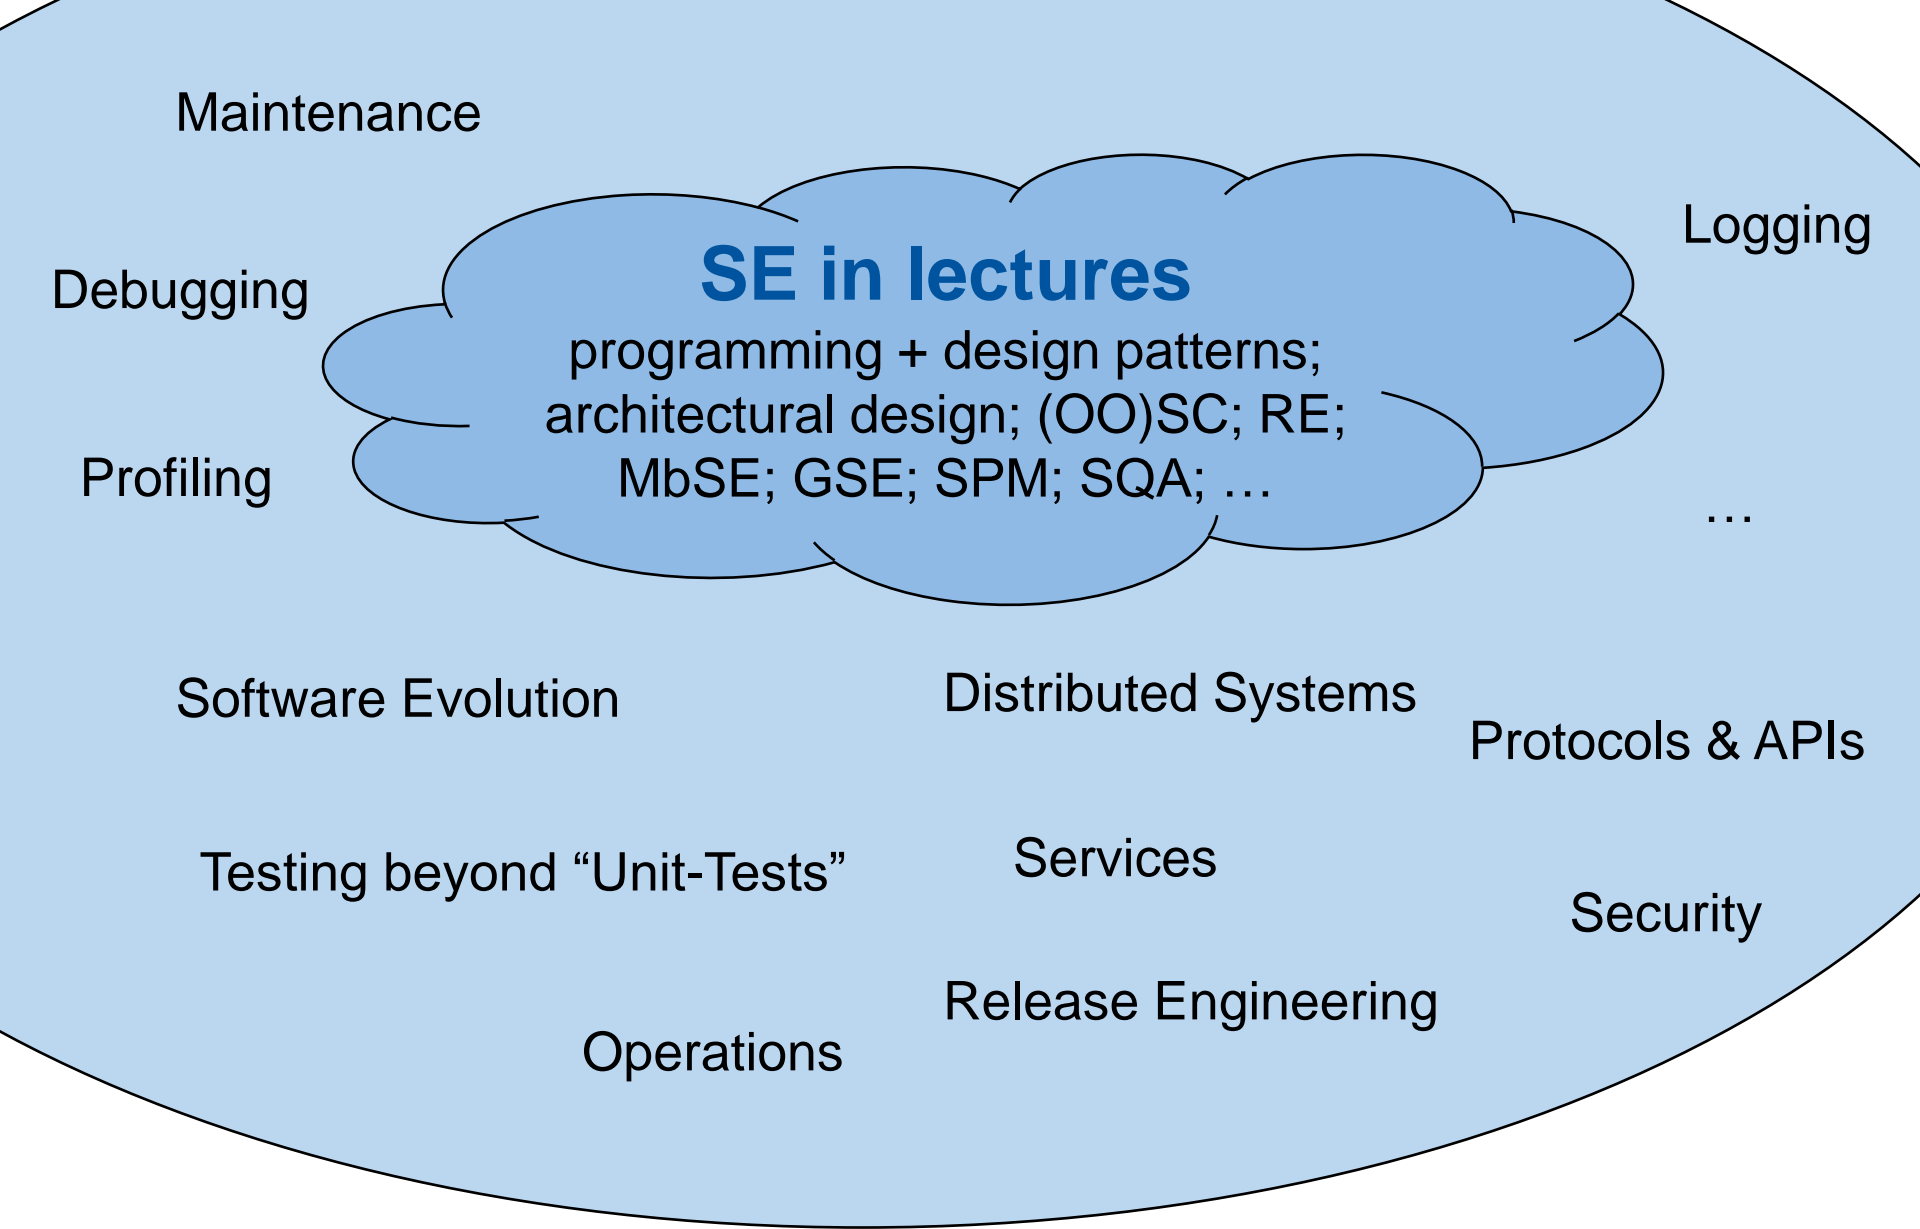 Maintenance
Logging
Debugging
SE in lectures
programming + design patterns;
architectural design; (OO)SC; RE;
MbSE; GSE; SPM; SQA; …
Profiling
…
Software Evolution
Distributed Systems
Protocols & APIs
Testing beyond “Unit-Tests”
Services
Security
Release Engineering
Operations